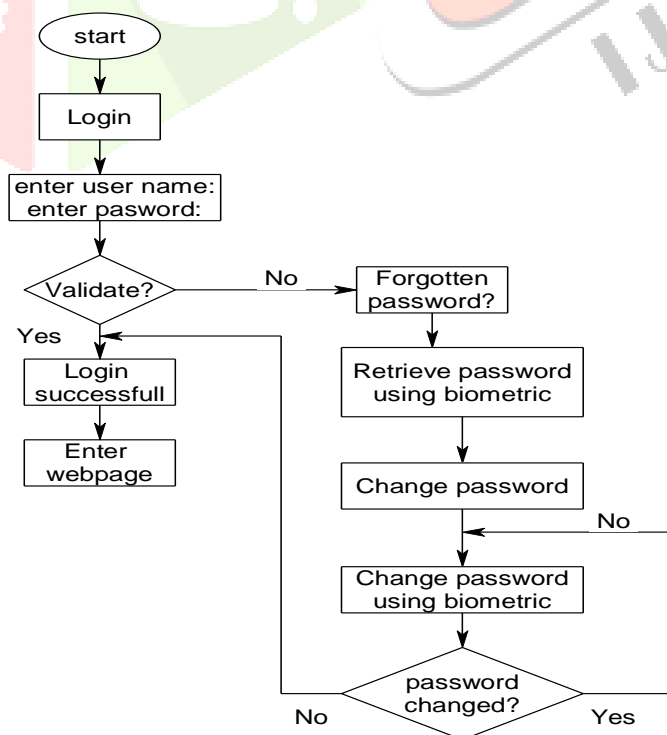 start
Login
enter user name:
enter pasword:
Validate?
No
Forgotten
password?
Yes
Login
successfull
Retrieve password
using biometric
Enter
webpage
Change password
No
Change password
using biometric
password
changed?
No
Yes